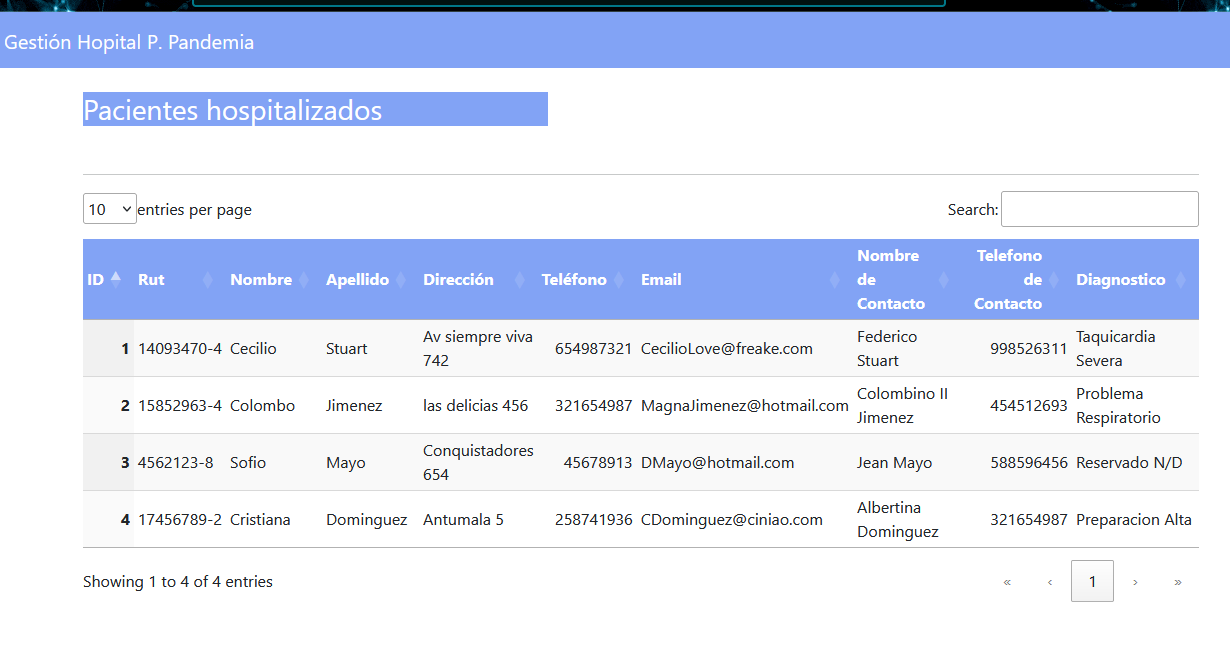 Gestión Hopital P. Pandemia
Pacientes hospitalizados
10 entries per page Search:
ID Rut Nombre Apellido Dirección Teléfono Email Nombre de Contacto Telefono de Contacto Diagnostico
1 14093470-4 Cecilio Stuart Av siempre viva 742 654987321 CecilioLove@freake.com Federico Stuart 998526311 Taquicardia Severa
2 15852963-4 Colombo Jimenez las delicias 456 321654987 MagnaJimenez@hotmail.com Colombino II Jimenez 454512693 Problema Respiratorio
3 4562123-8 Sofio Mayo Conquistadores 654 45678913 DMayo@hotmail.com Jean Mayo 588596456 Reservado N/D
4 17456789-2 Cristiana Dominguez Antumala 5 258741936 CDominguez@ciniao.com Albertina Dominguez 321654987 Preparacion Alta
Showing 1 to 4 of 4 entries « ‹ 1 › »